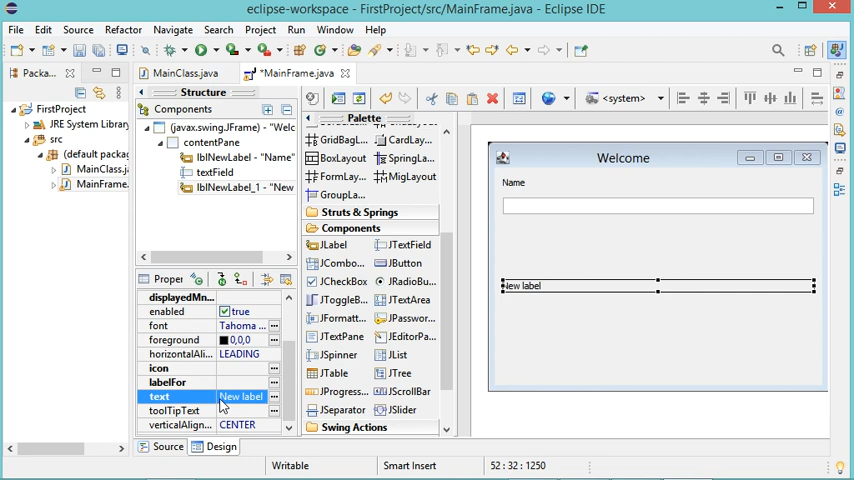 eclipse-workspace - FirstProject/src/MainFrame.java - Eclipse IDE
File Edit Source Refactor Navigate Search Project Run Window Help
Packa... MainClass.java *MainFrame.java
Structure Palette <system>
FirstProject
JRE System Library
src
(default packag
MainClass.ja
MainFrame.
Components
(javax.swing.JFrame) - "Welc
contentPane
lblNewLabel - "Name"
textField
lblNewLabel_1 - "New
GridBagL... CardLay...
BoxLayout SpringLa...
FormLay... MigLayout
GroupLa...
Struts & Springs
Components
JLabel JTextField
JCombo... JButton
JCheckBox JRadioBu...
JToggleB... JTextArea
JFormatt... JPasswor...
JTextPane JEditorPa...
JSpinner JList
JTable JTree
JProgress... JScrollBar
JSeparator JSlider
Swing Actions
Welcome
Name
New label
Proper
displayedMn...
enabled true
font Tahoma ...
foreground 0,0,0
horizontalAli... LEADING
icon
labelFor
text New label
toolTipText
verticalAlign... CENTER
Source Design
Writable Smart Insert 52 : 32 : 1250